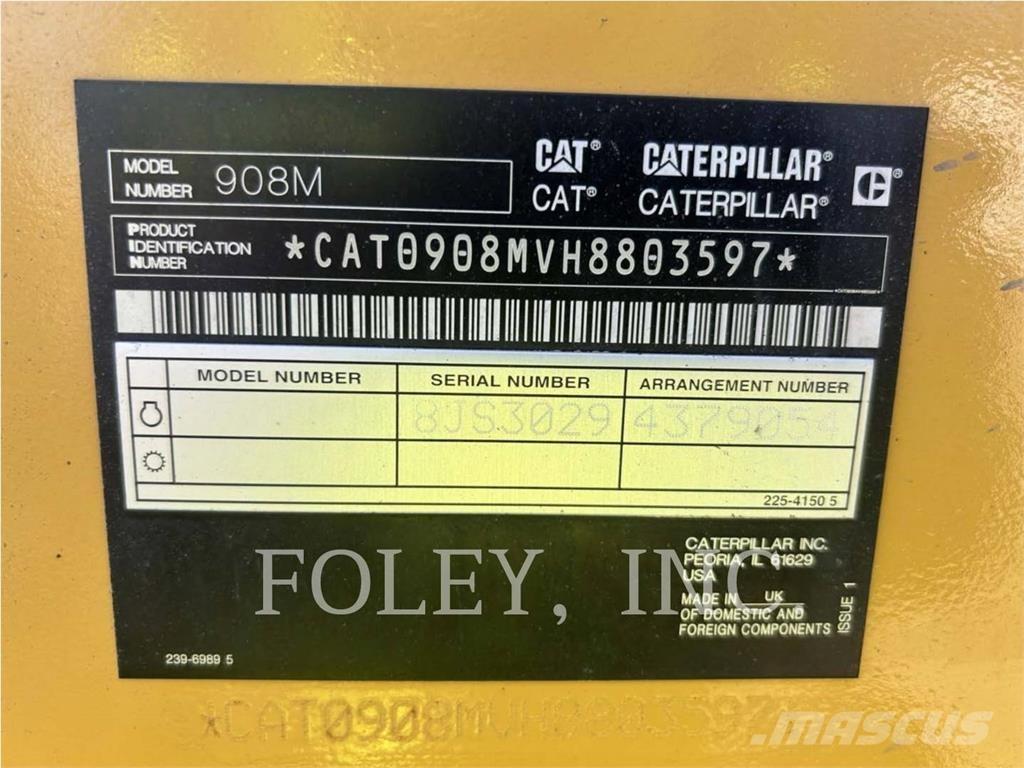 MODEL NUMBER 908M
CAT® CATERPILLAR®
CAT® CATERPILLAR®
PRODUCT IDENTIFICATION NUMBER *CAT0908MVH8803597*
MODEL NUMBER SERIAL NUMBER ARRANGEMENT NUMBER
8JS3029 4379054
225-4150 5
CATERPILLAR INC.
PEORIA, IL 61629
USA
MADE IN UK
OF DOMESTIC AND
FOREIGN COMPONENTS
ISSUE 1
FOLEY, INC.
239-6989 5
*CAT0908MVH8803597
MASCUS